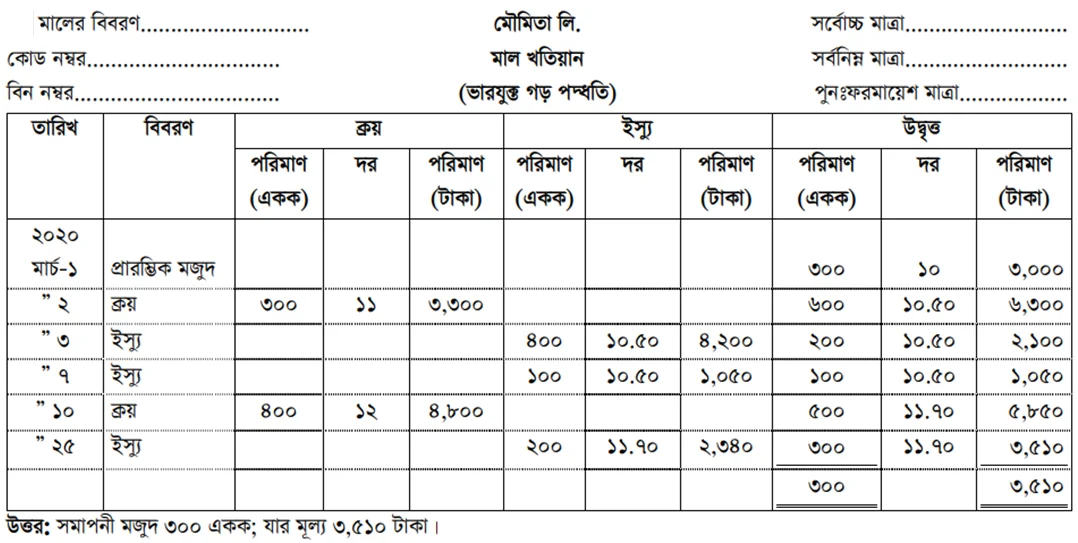 মালের বিবরণ............................ মৌমিতা লি. সর্বোচ্চ মাত্রা...........................
কোড নম্বর................................ মাল খতিয়ান সর্বনিম্ন মাত্রা...........................
বিন নম্বর.................................. (ভারযুক্ত গড় পদ্ধতি) পুনঃফরমায়েশ মাত্রা..................
তারিখ বিবরণ ক্রয় ইস্যু উদ্বৃত্ত
পরিমাণ (একক) দর পরিমাণ (টাকা) পরিমাণ (একক) দর পরিমাণ (টাকা) পরিমাণ (একক) দর পরিমাণ (টাকা)
২০২০
মার্চ-১ প্রারম্ভিক মজুদ ৩০০ ১০ ৩,০০০
” ২ ক্রয় ৩০০ ১১ ৩,৩০০ ৬০০ ১০.৫০ ৬,৩০০
” ৩ ইস্যু ৪০০ ১০.৫০ ৪,২০০ ২০০ ১০.৫০ ২,১০০
” ৭ ইস্যু ১০০ ১০.৫০ ১,০৫০ ১০০ ১০.৫০ ১,০৫০
” ১০ ক্রয় ৪০০ ১২ ৪,৮০০ ৫০০ ১১.৭০ ৫,৮৫০
” ২৫ ইস্যু ২০০ ১১.৭০ ২,৩৪০ ৩০০ ১১.৭০ ৩,৫১০
৩০০ ৩,৫১০
উত্তর: সমাপনী মজুদ ৩০০ একক; যার মূল্য ৩,৫১০ টাকা।